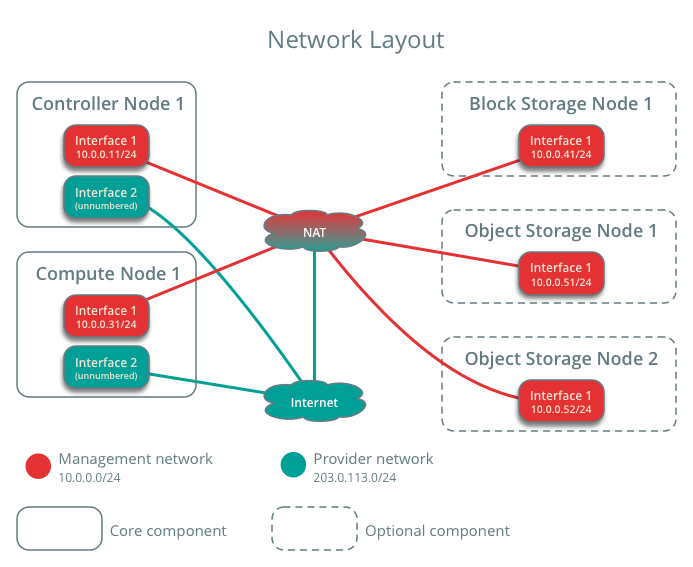 Network Layout
Controller Node 1
Interface 1
10.0.0.11/24
Interface 2
(unnumbered)
Compute Node 1
Interface 1
10.0.0.31/24
Interface 2
(unnumbered)
NAT
Internet
Block Storage Node 1
Interface 1
10.0.0.41/24
Object Storage Node 1
Interface 1
10.0.0.51/24
Object Storage Node 2
Interface 1
10.0.0.52/24
Management network
10.0.0.0/24
Provider network
203.0.113.0/24
Core component
Optional component